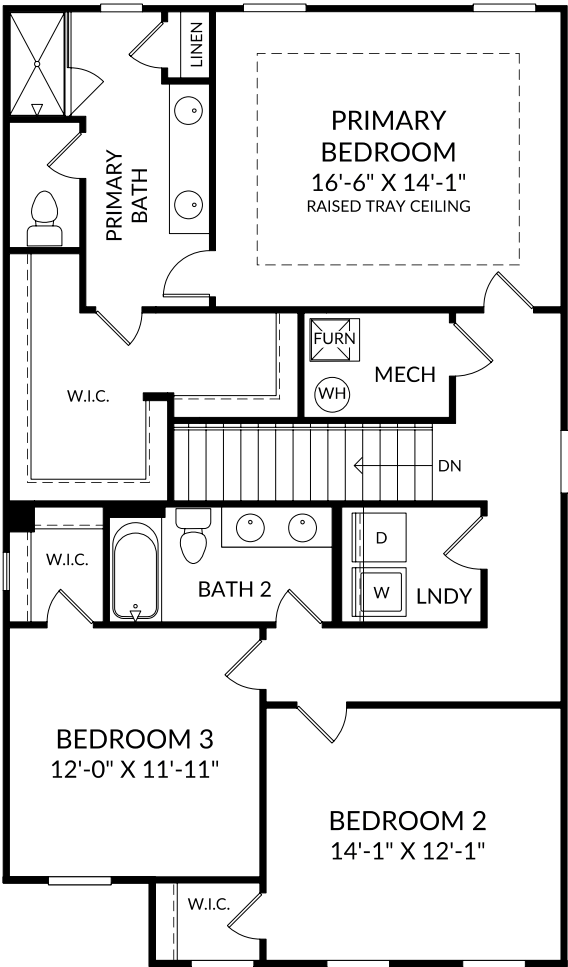 LINEN
PRIMARY
BEDROOM
16'-6" X 14'-1"
RAISED TRAY CEILING
PRIMARY
BATH
FURN
MECH
WH
W.I.C.
DN
D
W.I.C.
BATH 2
W
LNDY
BEDROOM 3
12'-0" X 11'-11"
BEDROOM 2
14'-1" X 12'-1"
W.I.C.